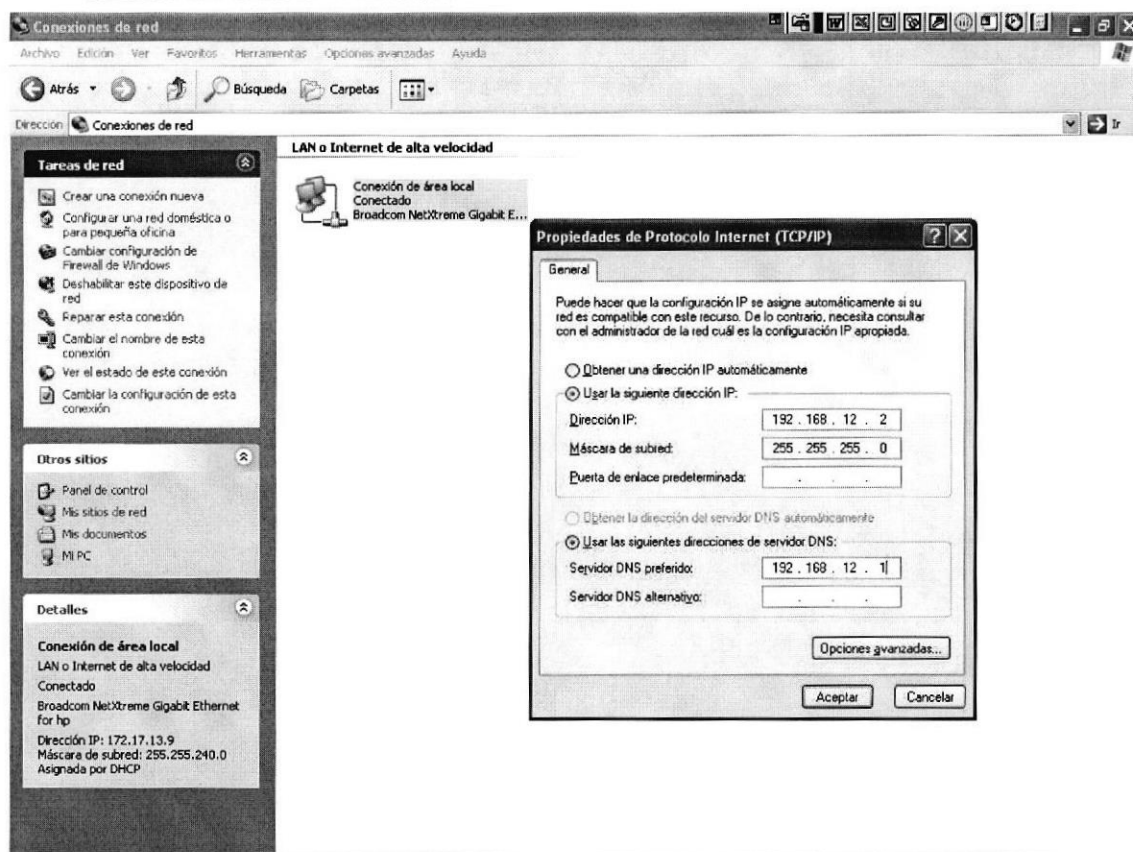 Conexiones de red
Archivo Edición Ver Favoritos Herramientas Opciones avanzadas Ayuda
Atrás Búsqueda Carpetas
Dirección Conexiones de red Ir
Tareas de red
Crear una conexión nueva
Configurar una red doméstica o
para pequeña oficina
Cambiar configuración de
Firewall de Windows
Deshabilitar este dispositivo de
red
Reparar esta conexión
Cambiar el nombre de esta
conexión
Ver el estado de este conexión
Cambiar la configuración de esta
conexión
Otros sitios
Panel de control
Mis sitios de red
Mis documentos
Mi PC
Detalles
Conexión de área local
LAN o Internet de alta velocidad
Conectado
Broadcom NetXtreme Gigabit Ethernet
for hp
Dirección IP: 172.17.13.9
Máscara de subred: 255.255.240.0
Asignada por DHCP
LAN o Internet de alta velocidad
Conexión de área local
Conectado
Broadcom NetXtreme Gigabit E...
Propiedades de Protocolo Internet (TCP/IP)
General
Puede hacer que la configuración IP se asigne automáticamente si su
red es compatible con este recurso. De lo contrario, necesita consultar
con el administrador de la red cuál es la configuración IP apropiada.
Obtener una dirección IP automáticamente
Usar la siguiente dirección IP:
Dirección IP: 192 . 168 . 12 . 2
Máscara de subred: 255 . 255 . 255 . 0
Puerta de enlace predeterminada: . . .
Obtener la dirección del servidor DNS automáticamente
Usar las siguientes direcciones de servidor DNS:
Servidor DNS preferido: 192 . 168 . 12 . 1
Servidor DNS alternativo: . . .
Opciones avanzadas...
Aceptar Cancelar